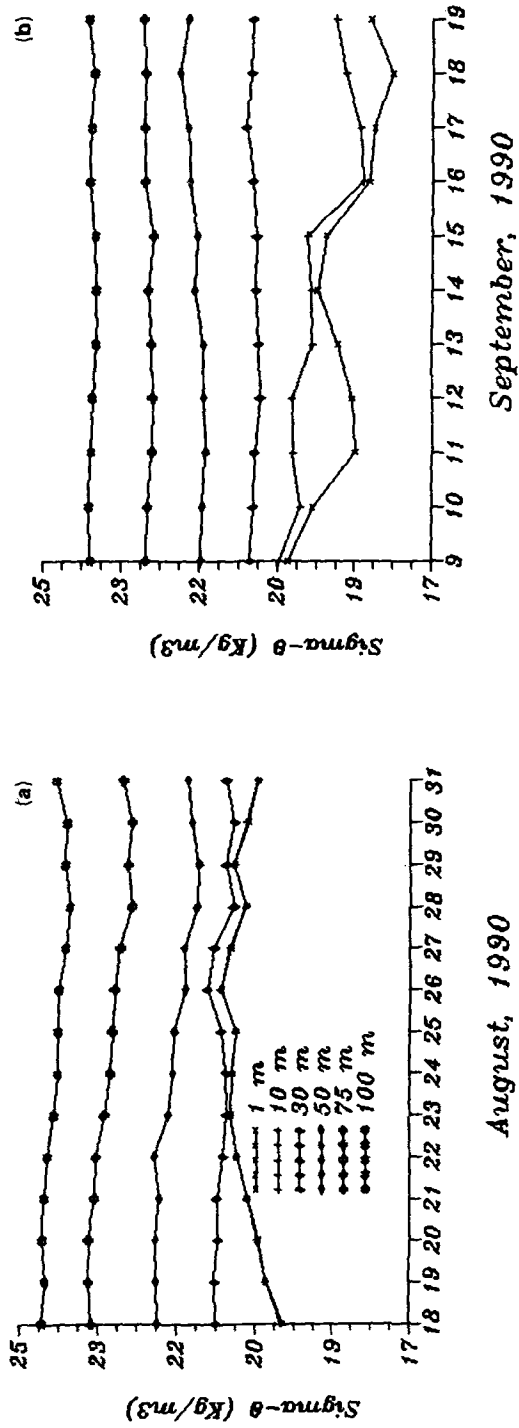 (a)
Sigma-θ (Kg/m3)
25
23
22
20
19
17
18 19 20 21 22 23 24 25 26 27 28 29 30 31
August, 1990
1 m
10 m
30 m
50 m
75 m
100 m
(b)
Sigma-θ (Kg/m3)
25
23
22
20
19
17
9 10 11 12 13 14 15 16 17 18 19
September, 1990